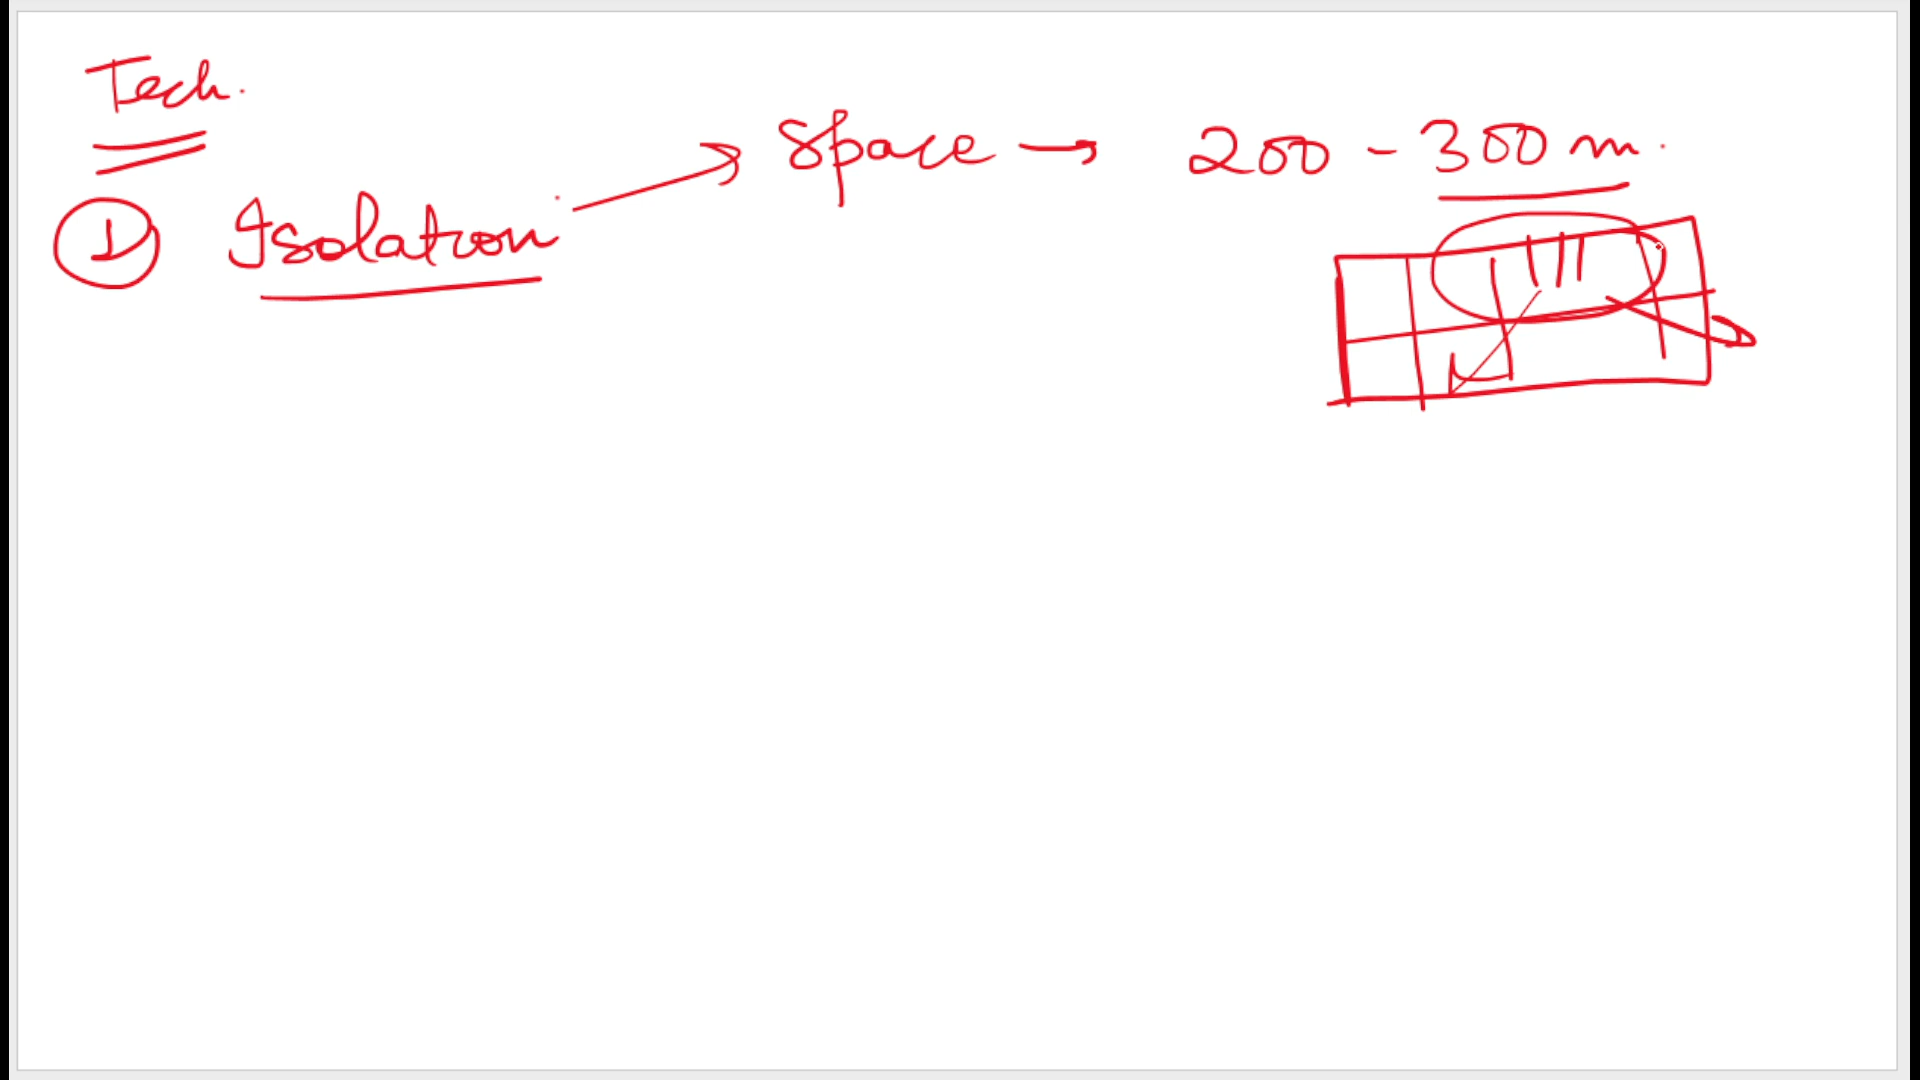 Tech.
Space → 200 - 300 m.
① Isolation